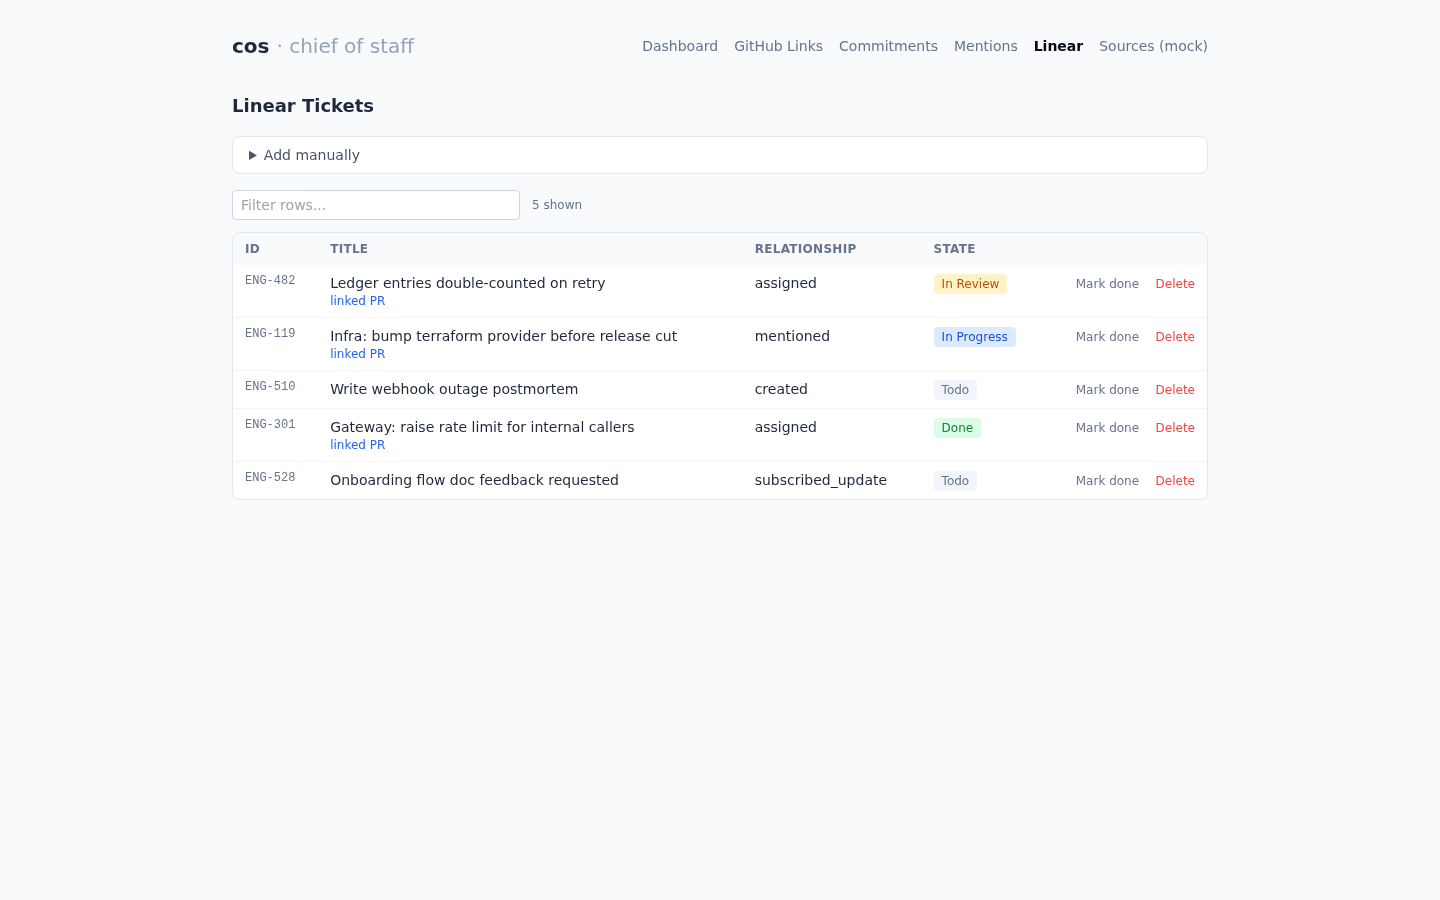 cos · chief of staff Dashboard GitHub Links Commitments Mentions Linear Sources (mock)
Linear Tickets
Add manually
Filter rows... 5 shown
ID TITLE RELATIONSHIP STATE
ENG-482 Ledger entries double-counted on retry assigned In Review Mark done Delete
linked PR
ENG-119 Infra: bump terraform provider before release cut mentioned In Progress Mark done Delete
linked PR
ENG-510 Write webhook outage postmortem created Todo Mark done Delete
ENG-301 Gateway: raise rate limit for internal callers assigned Done Mark done Delete
linked PR
ENG-528 Onboarding flow doc feedback requested subscribed_update Todo Mark done Delete